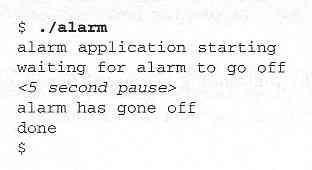 $ ./alarm
alarm application starting
waiting for alarm to go off
<5 second pause>
alarm has gone off
done
$